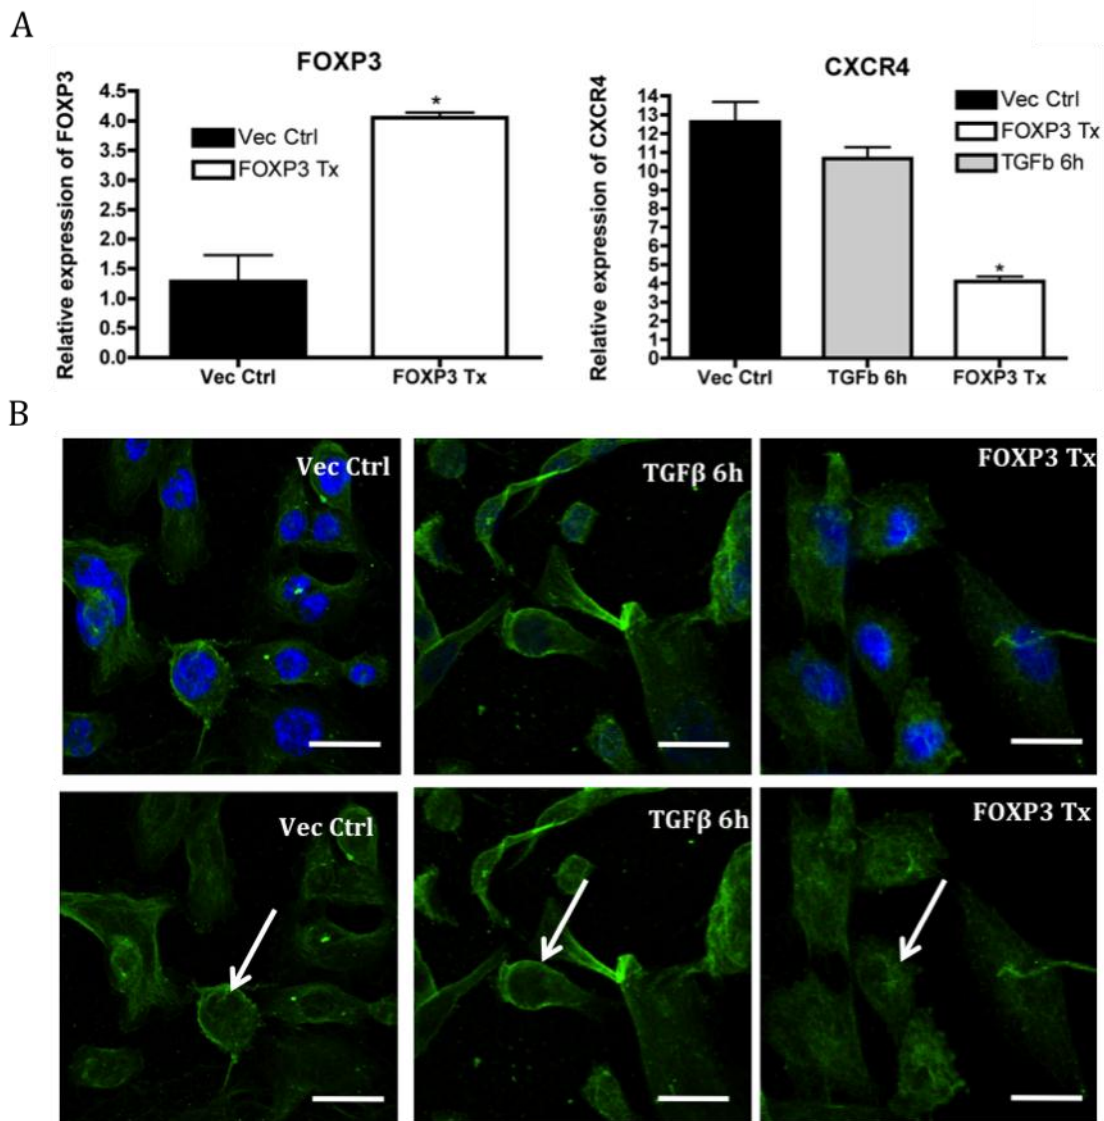 A
FOXP3
Relative expression of FOXP3
4.5
4.0
3.5
3.0
2.5
2.0
1.5
1.0
0.5
0.0
Vec Ctrl
FOXP3 Tx
*
Vec Ctrl
FOXP3 Tx
CXCR4
Relative expression of CXCR4
14
13
12
11
10
9
8
7
6
5
4
3
2
1
0
Vec Ctrl
FOXP3 Tx
TGFb 6h
*
Vec Ctrl
TGFb 6h
FOXP3 Tx
B
Vec Ctrl
TGFβ 6h
FOXP3 Tx
Vec Ctrl
TGFβ 6h
FOXP3 Tx